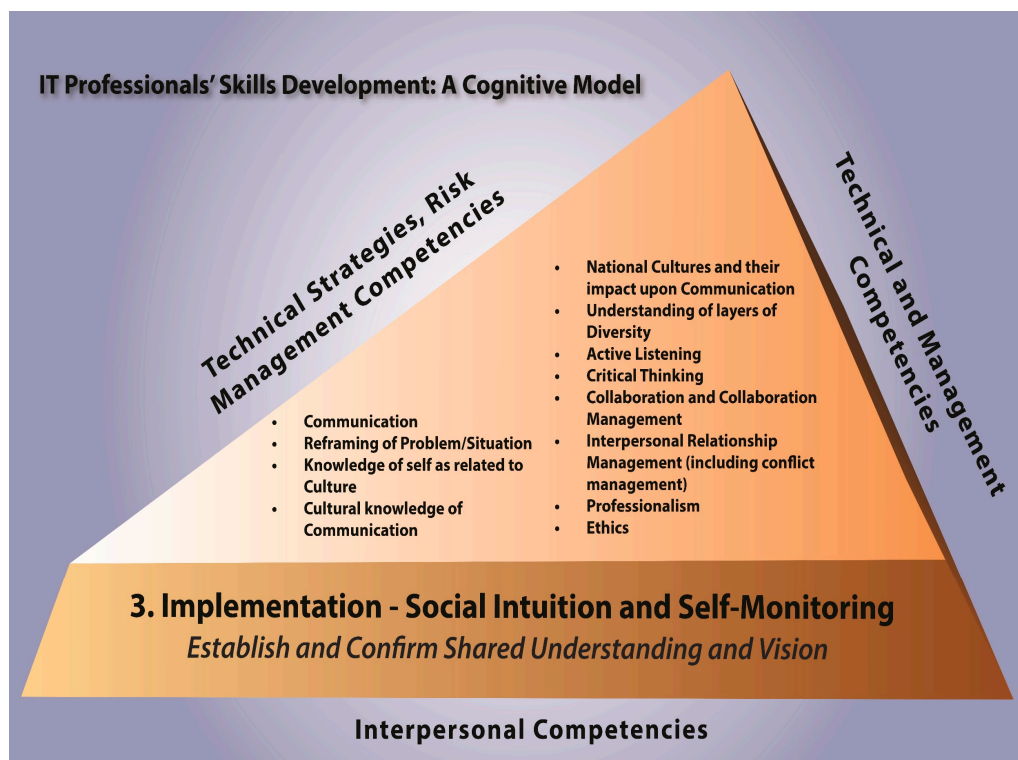 IT Professionals' Skills Development: A Cognitive Model
Technical Strategies, Risk
Management Competencies
Technical and Management
Competencies
• Communication
• Reframing of Problem/Situation
• Knowledge of self as related to
Culture
• Cultural knowledge of
Communication
• National Cultures and their
impact upon Communication
• Understanding of layers of
Diversity
• Active Listening
• Critical Thinking
• Collaboration and Collaboration
Management
• Interpersonal Relationship
Management (including conflict
management)
• Professionalism
• Ethics
3. Implementation - Social Intuition and Self-Monitoring
Establish and Confirm Shared Understanding and Vision
Interpersonal Competencies